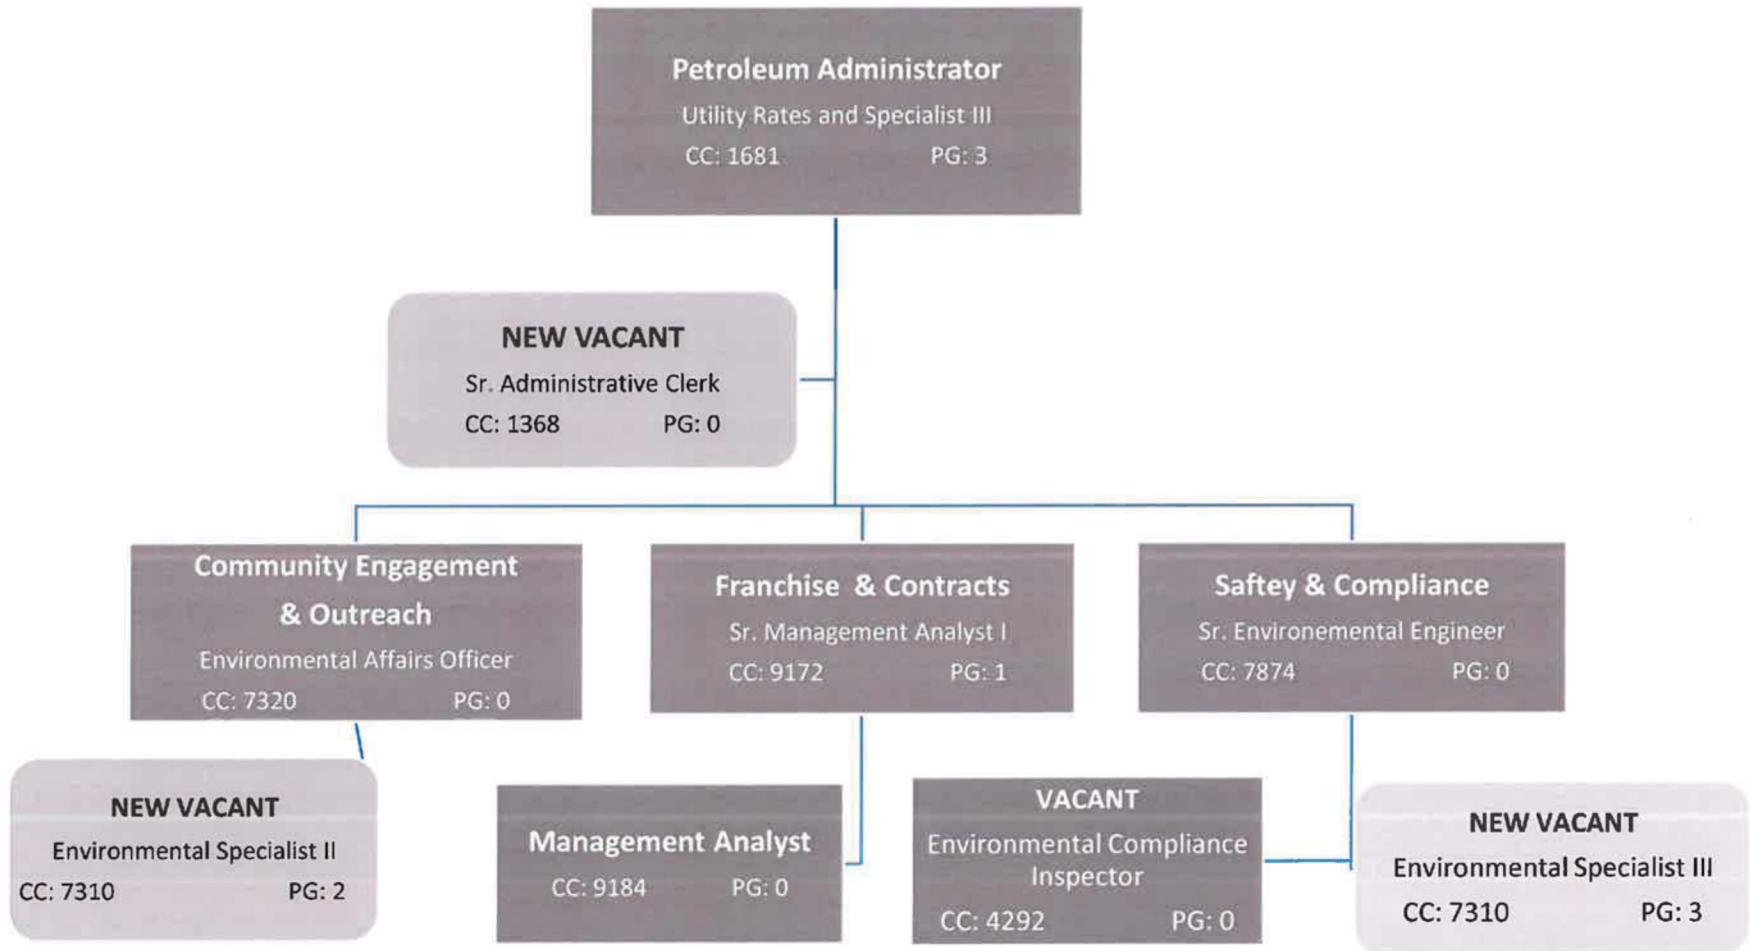 Petroleum Administrator
Utility Rates and Specialist III
CC: 1681 PG: 3
NEW VACANT
Sr. Administrative Clerk
CC: 1368 PG: 0
Community Engagement
& Outreach
Environmental Affairs Officer
CC: 7320 PG: 0
Franchise & Contracts
Sr. Management Analyst I
CC: 9172 PG: 1
Saftey & Compliance
Sr. Environemental Engineer
CC: 7874 PG: 0
NEW VACANT
Environmental Specialist II
CC: 7310 PG: 2
Management Analyst
CC: 9184 PG: 0
VACANT
Environmental Compliance
Inspector
CC: 4292 PG: 0
NEW VACANT
Environmental Specialist III
CC: 7310 PG: 3